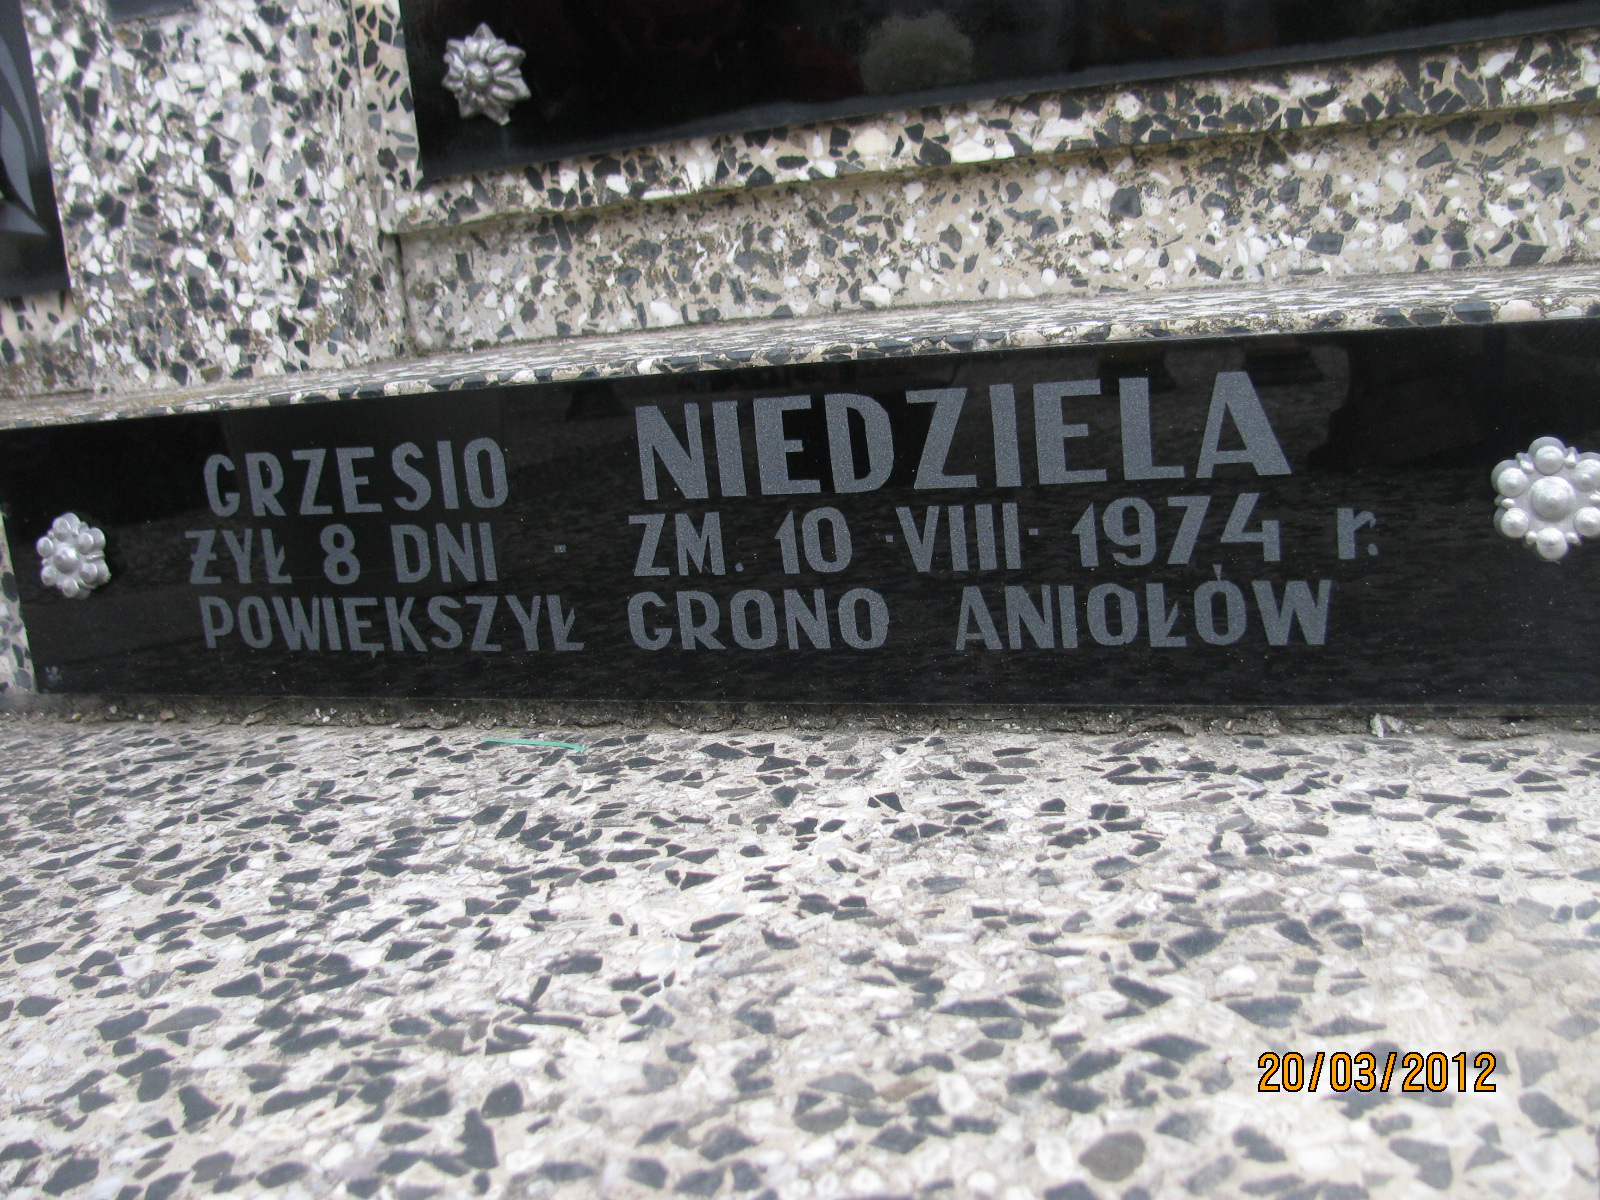 GRZESIO NIEDZIELA
ŻYŁ 8 DNI - ZM. 10 ·VIII· 1974 r.
POWIĘKSZYŁ GRONO ANIOŁÓW
20/03/2012